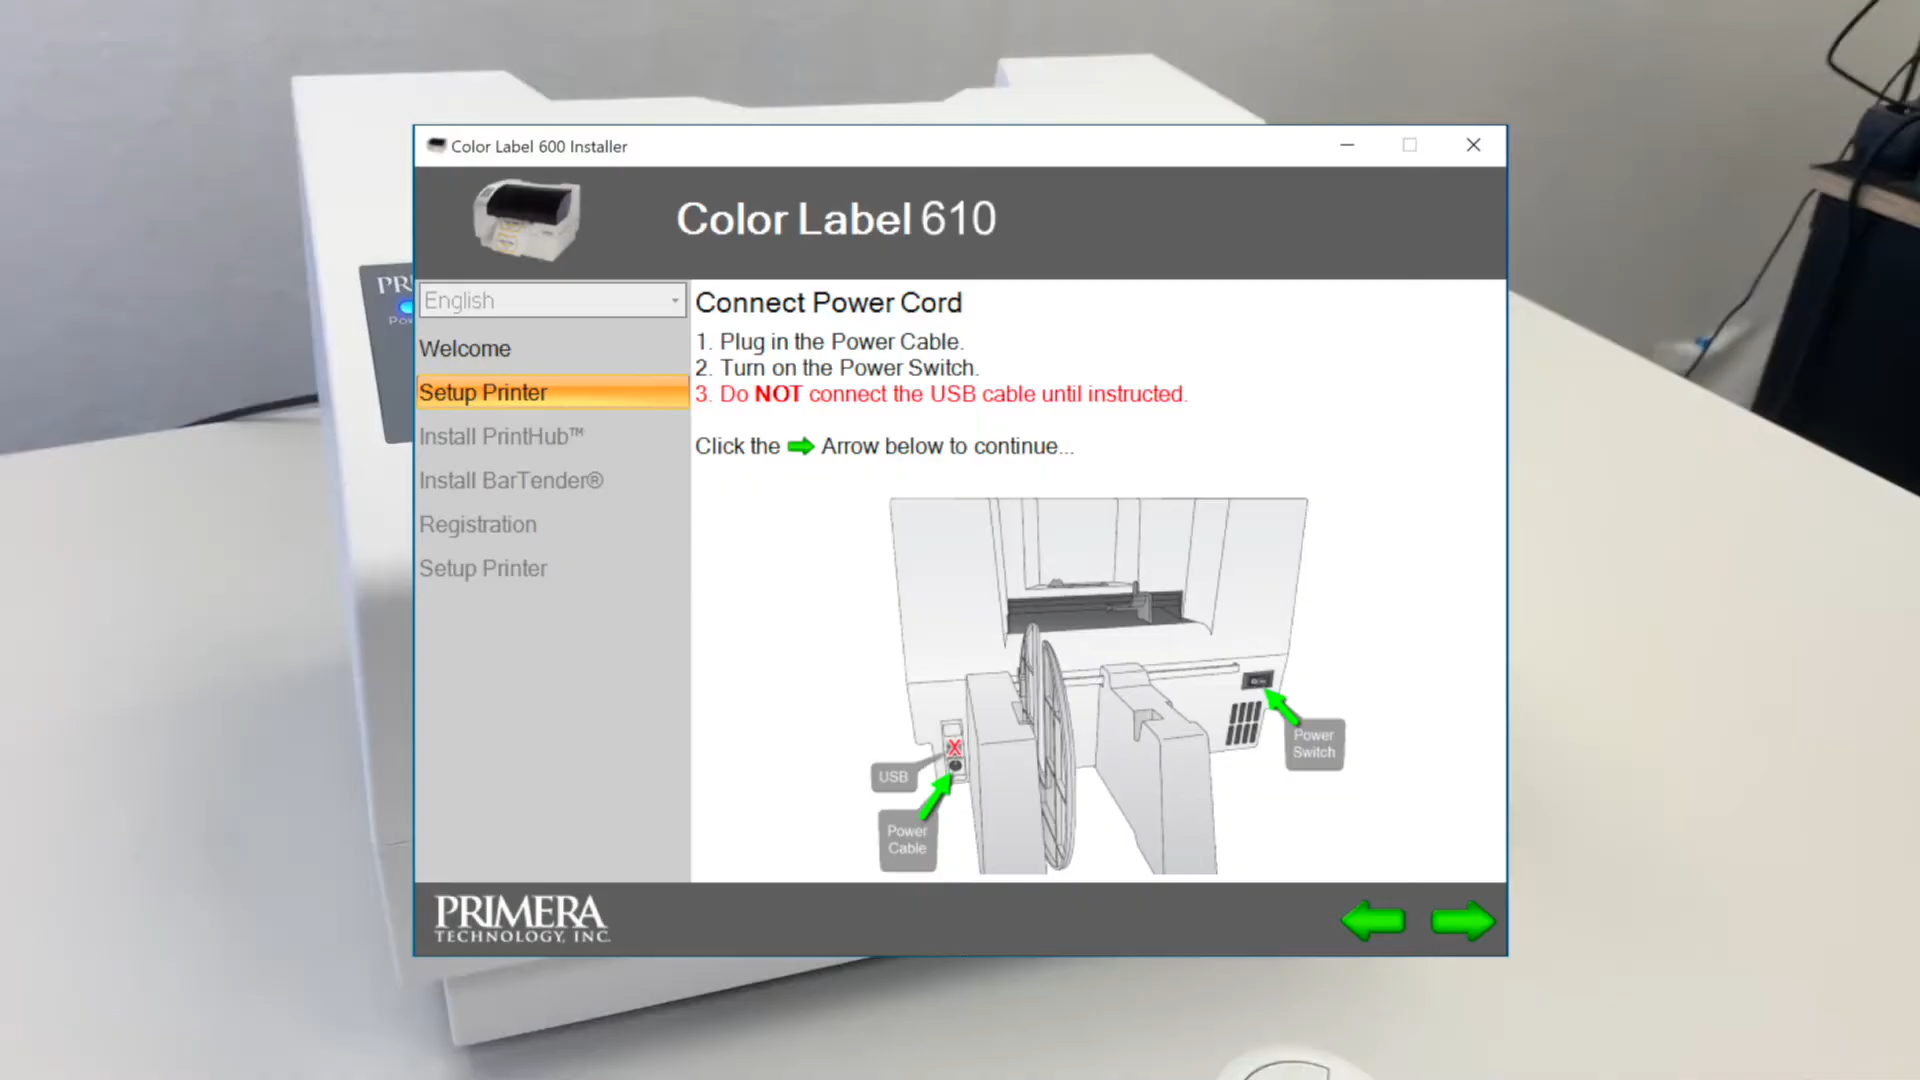 Color Label 600 Installer
Color Label 610
English
Welcome
Setup Printer
Install PrintHub™
Install BarTender®
Registration
Setup Printer
Connect Power Cord
1. Plug in the Power Cable.
2. Turn on the Power Switch.
3. Do NOT connect the USB cable until instructed.
Click the Arrow below to continue...
Power
Switch
USB
Power
Cable
PRIMERA
TECHNOLOGY, INC.